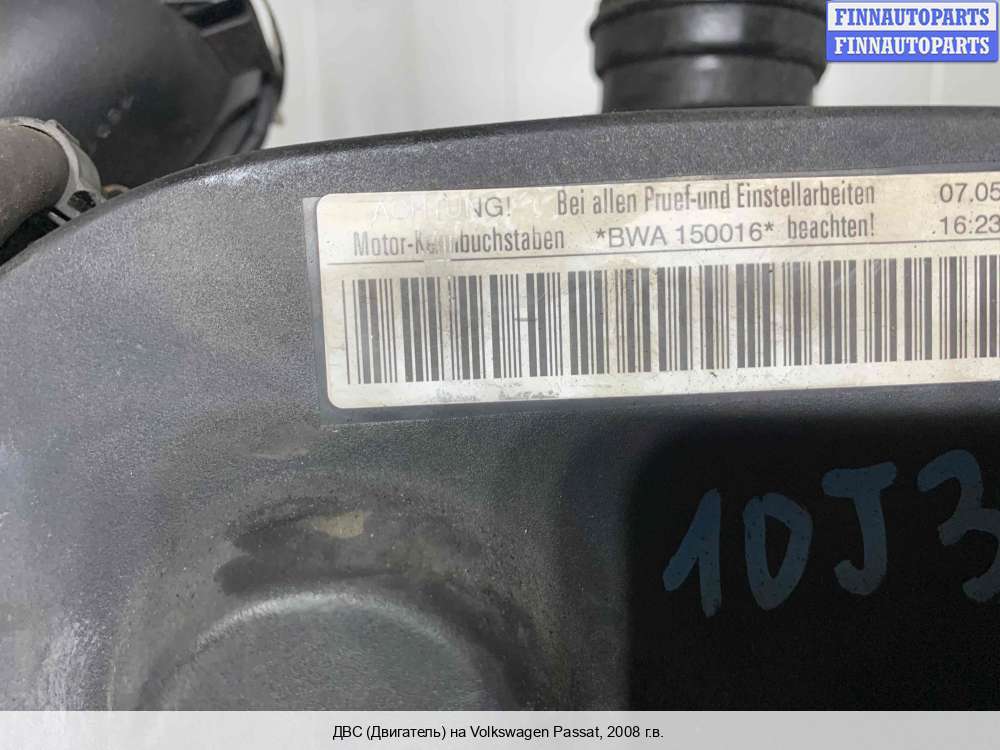 FINNAUTOPARTS
FINNAUTOPARTS
ACHTUNG! Bei allen Pruef-und Einstellarbeiten 07.05
Motor-Kennbuchstaben *BWA 150016* beachten! 16:23
10J3
ДВС (Двигатель) на Volkswagen Passat, 2008 г.в.